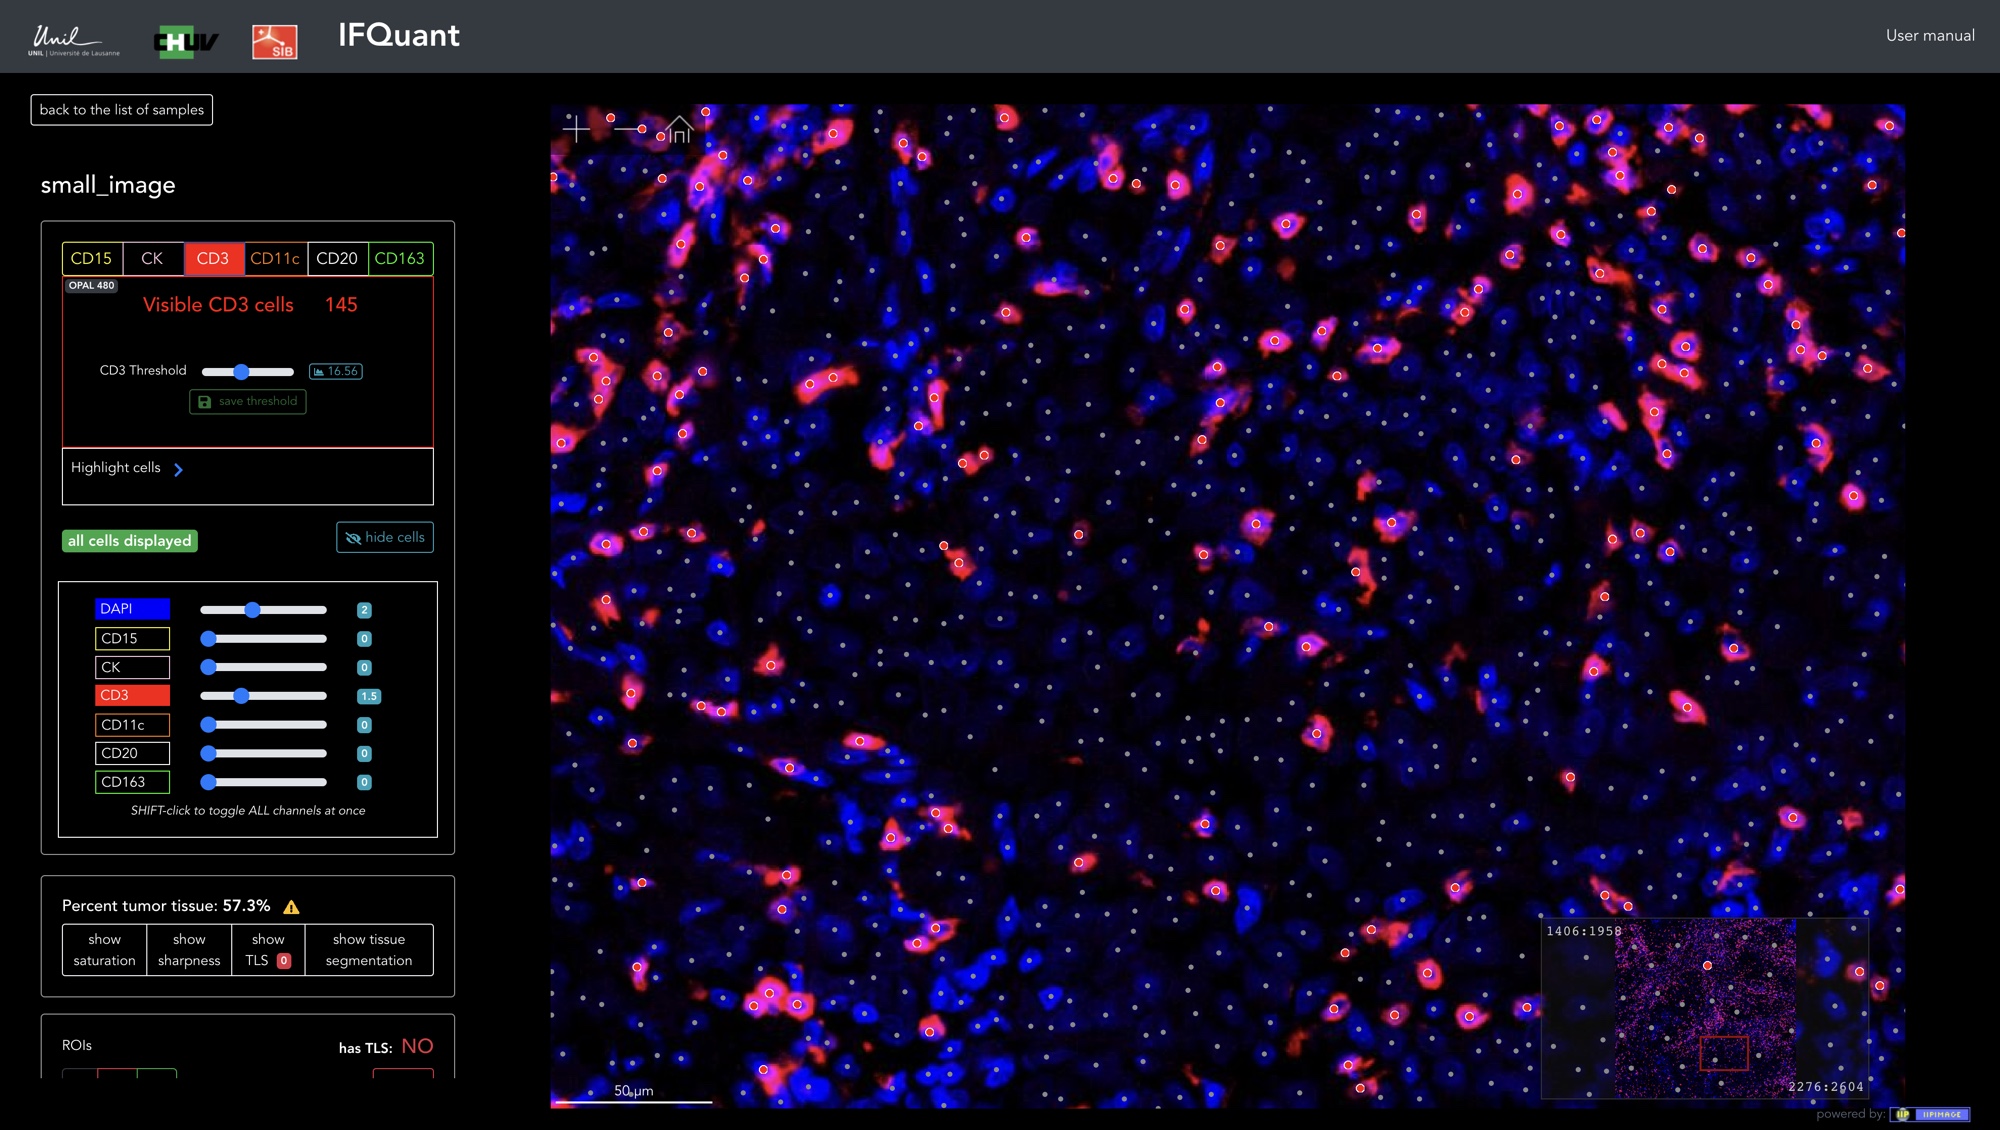 Unil
UNIL | Université de Lausanne
CHUV
SIB
IFQuant
User manual
back to the list of samples
small_image
CD15 CK CD3 CD11c CD20 CD163
OPAL 480
Visible CD3 cells 145
CD3 Threshold 16.56
save threshold
Highlight cells
all cells displayed
hide cells
DAPI 2
CD15 0
CK 0
CD3 1.5
CD11c 0
CD20 0
CD163 0
SHIFT-click to toggle ALL channels at once
Percent tumor tissue: 57.3%
show saturation
show sharpness
show TLS 0
show tissue segmentation
ROIs
has TLS: NO
50 µm
1406:1958
2276:2604
powered by: IIP IIPIMAGE